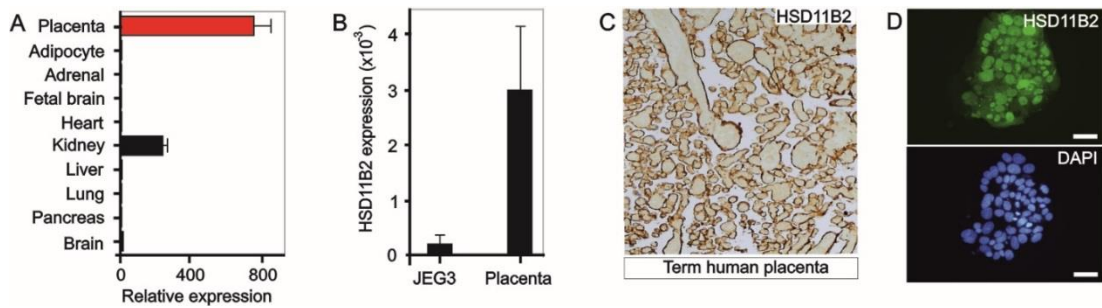 A
Placenta
Adipocyte
Adrenal
Fetal brain
Heart
Kidney
Liver
Lung
Pancreas
Brain
0 400 800
Relative expression
B
HSD11B2 expression (x10-3)
4
3
2
1
0
JEG3 Placenta
C
HSD11B2
Term human placenta
D
HSD11B2
DAPI